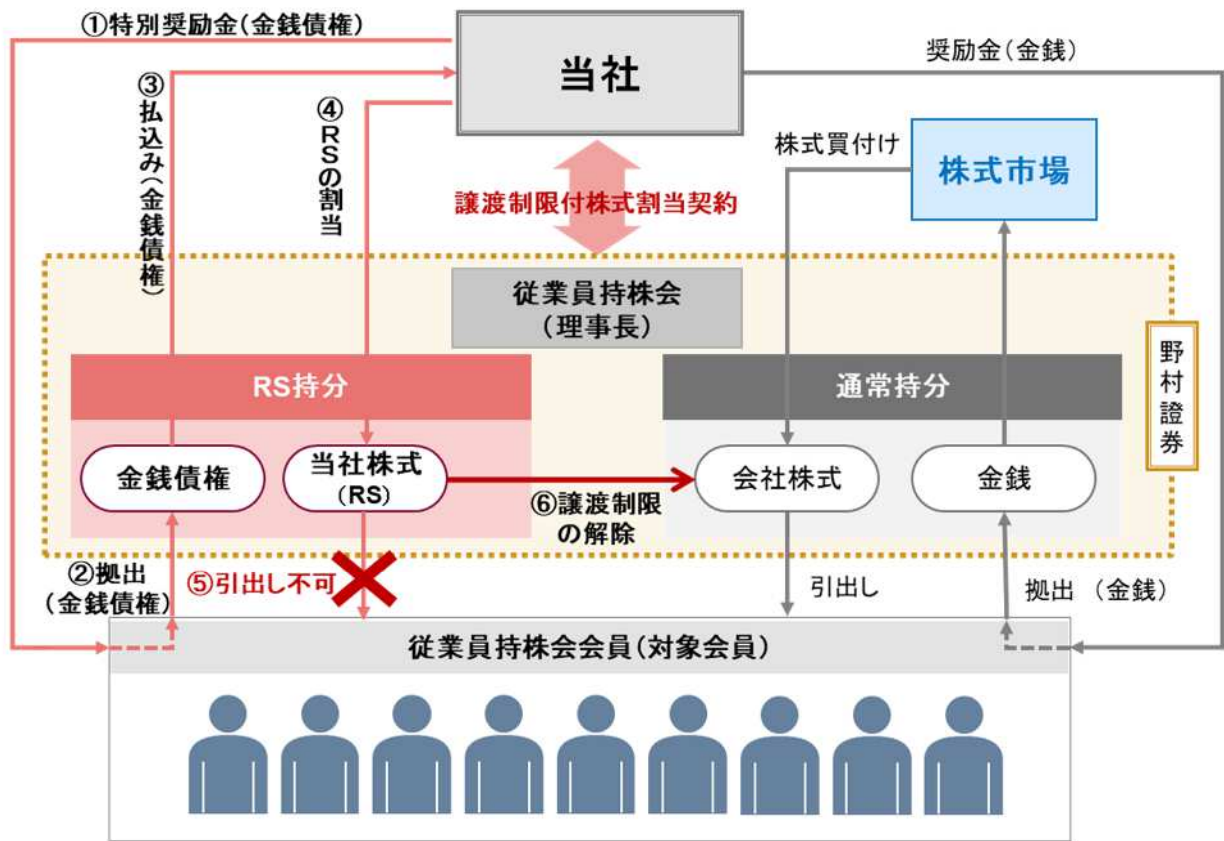 ①特別奨励金(金銭債権)
当社
奨励金(金銭)
③払込み(金銭債権)
④RSの割当
株式買付け
株式市場
譲渡制限付株式割当契約
従業員持株会
(理事長)
野村證券
RS持分
通常持分
金銭債権
当社株式
(RS)
会社株式
金銭
⑥譲渡制限
の解除
②拠出
(金銭債権)
⑤引出し不可
引出し
拠出 (金銭)
従業員持株会会員(対象会員)